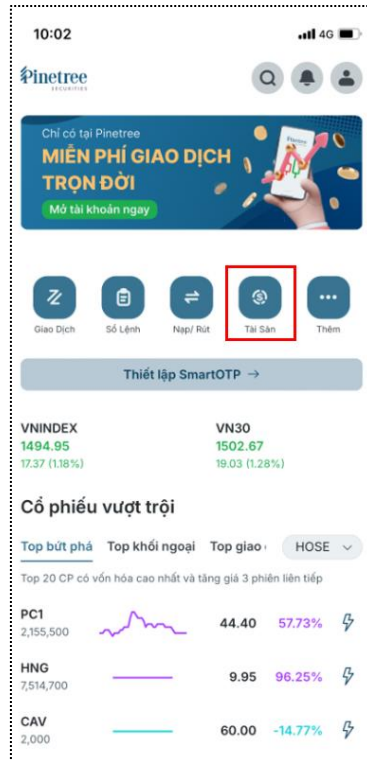 10:02
4G
Pinetree
SECURITIES
Chỉ có tại Pinetree
MIỄN PHÍ GIAO DỊCH
TRỌN ĐỜI
Mở tài khoản ngay
Giao Dịch Sổ Lệnh Nạp/ Rút Tài Sản Thêm
Thiết lập SmartOTP →
VNINDEX VN30
1494.95 1502.67
17.37 (1.18%) 19.03 (1.28%)
Cổ phiếu vượt trội
Top bứt phá Top khối ngoại Top giao HOSE
Top 20 CP có vốn hóa cao nhất và tăng giá 3 phiên liên tiếp
PC1
2,155,500 44.40 57.73%
HNG
7,514,700 9.95 96.25%
CAV
2,000 60.00 -14.77%